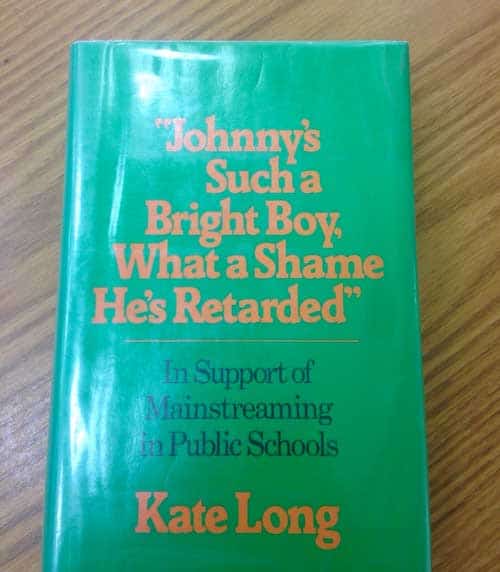 "Johnny's
Such a
Bright Boy,
What a Shame
He's Retarded"
In Support of
Mainstreaming
in Public Schools
Kate Long